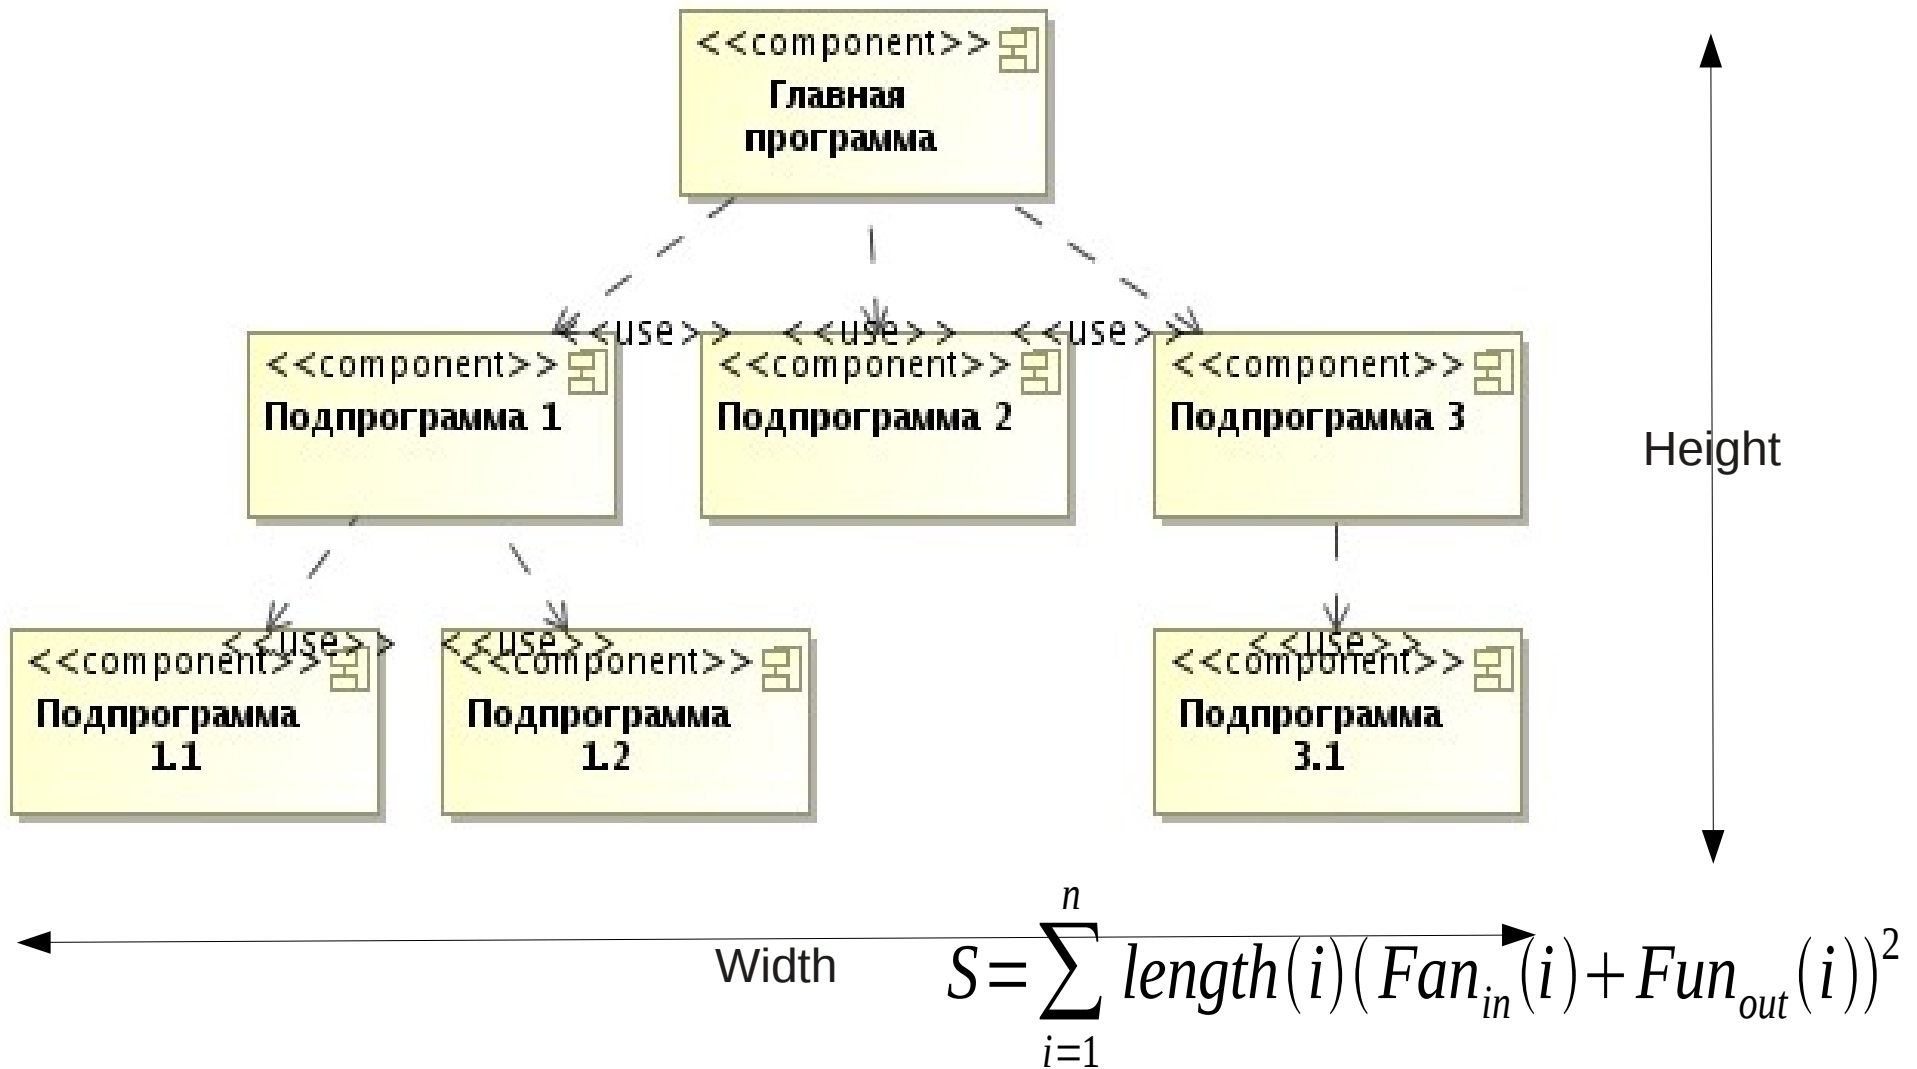 <<component>>
Главная
программа
<<use>> <<use>> <<use>>
<<component>> <<component>> <<component>>
Подпрограмма 1 Подпрограмма 2 Подпрограмма 3
Height
<<use>> <<use>> <<use>>
<<component>> <<component>> <<component>>
Подпрограмма Подпрограмма Подпрограмма
1.1 1.2 3.1
Width
n
S=∑ length(i)(Fan_in(i)+Fun_out(i))²
i=1